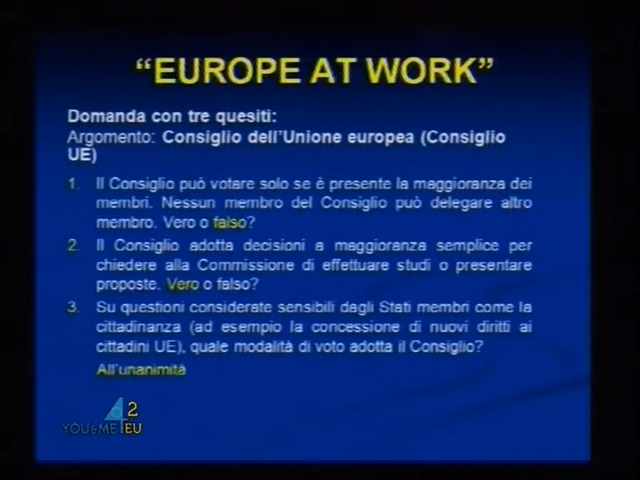 “EUROPE AT WORK”
Domanda con tre quesiti:
Argomento: Consiglio dell'Unione europea (Consiglio
UE)
1. Il Consiglio può votare solo se è presente la maggioranza dei
membri. Nessun membro del Consiglio può delegare altro
membro. Vero o falso?
2. Il Consiglio adotta decisioni a maggioranza semplice per
chiedere alla Commissione di effettuare studi o presentare
proposte. Vero o falso?
3. Su questioni considerate sensibili dagli Stati membri come la
cittadinanza (ad esempio la concessione di nuovi diritti ai
cittadini UE), quale modalità di voto adotta il Consiglio?
All'unanimità
42
YOU&ME EU